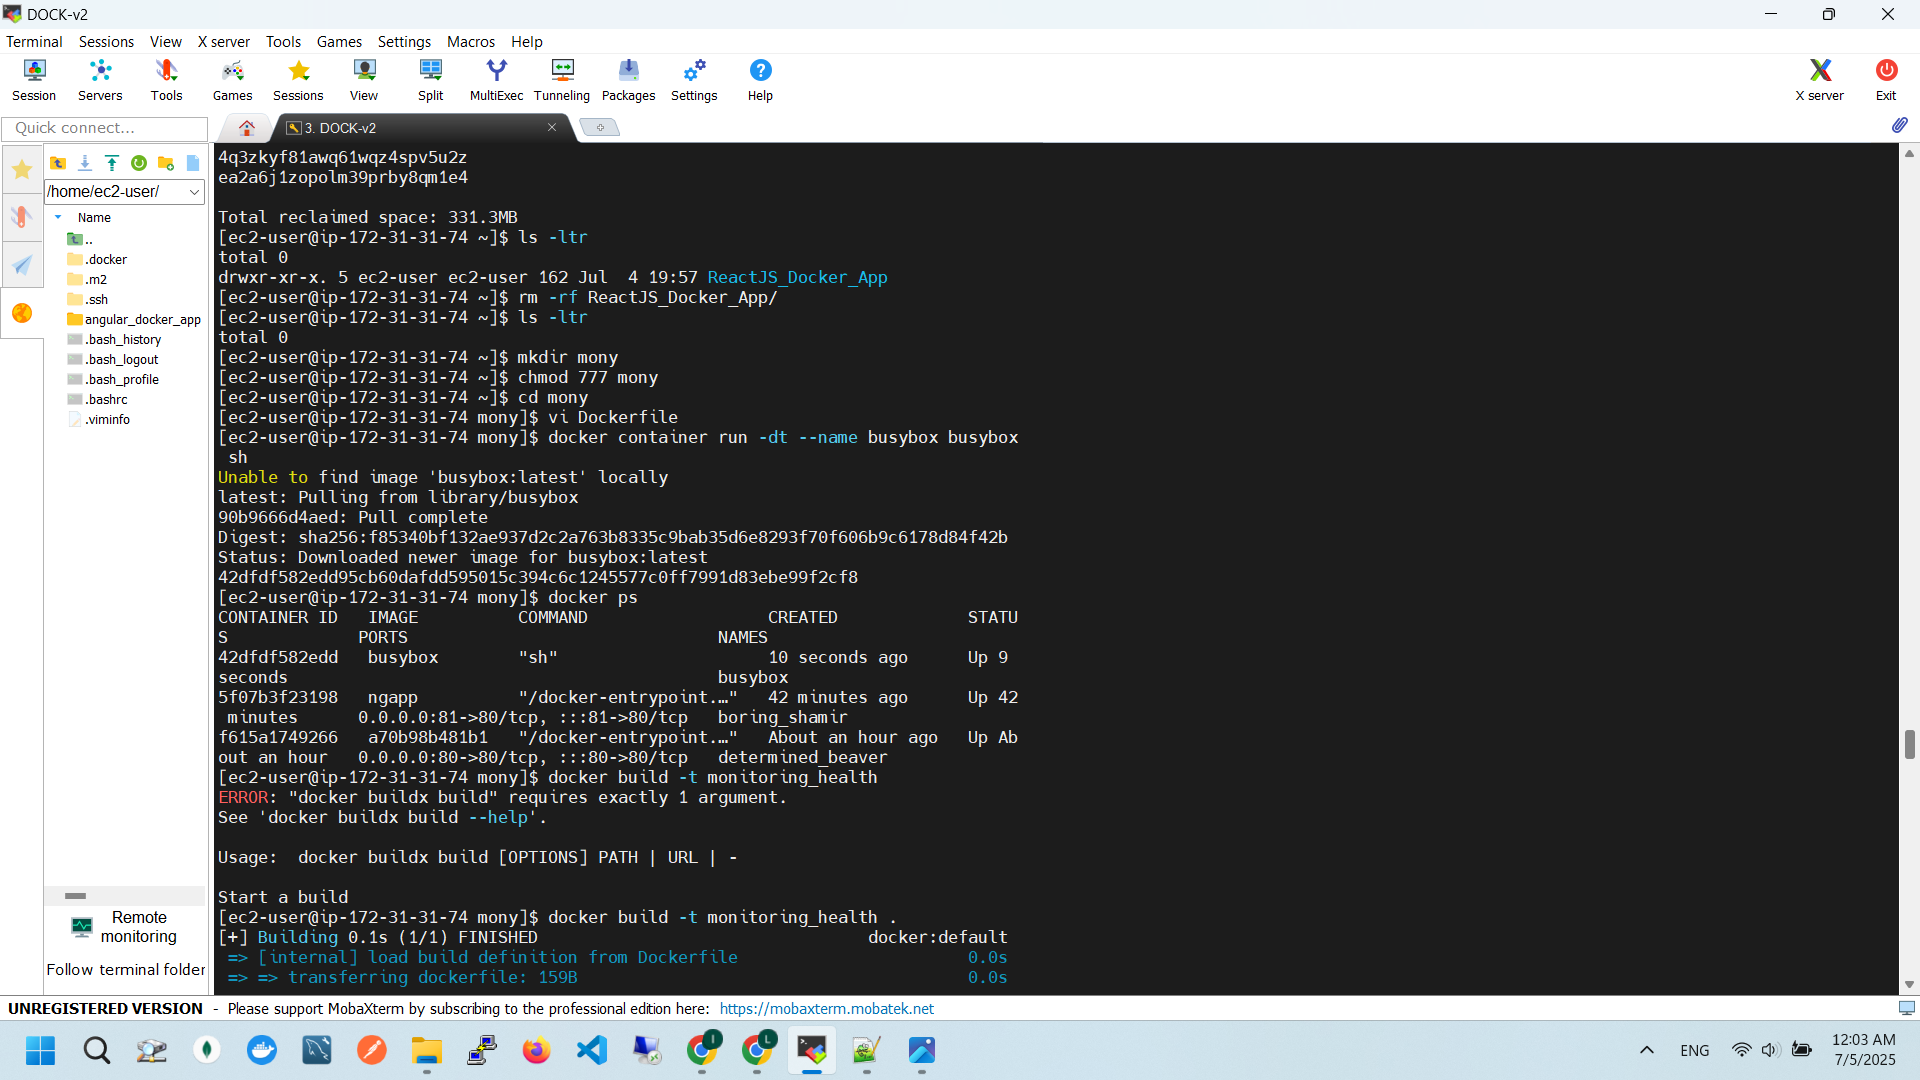 DOCK-v2
Terminal Sessions View X server Tools Games Settings Macros Help
Session Servers Tools Games Sessions View Split MultiExec Tunneling Packages Settings Help X server Exit
Quick connect...
3. DOCK-v2
/home/ec2-user/
Name
..
.docker
.m2
.ssh
angular_docker_app
.bash_history
.bash_logout
.bash_profile
.bashrc
.viminfo
Remote
monitoring
Follow terminal folder
4q3zkyf81awq61wqz4spv5u2z
ea2a6j1zopolm39prby8qm1e4
Total reclaimed space: 331.3MB
[ec2-user@ip-172-31-31-74 ~]$ ls -ltr
total 0
drwxr-xr-x. 5 ec2-user ec2-user 162 Jul  4 19:57 ReactJS_Docker_App
[ec2-user@ip-172-31-31-74 ~]$ rm -rf ReactJS_Docker_App/
[ec2-user@ip-172-31-31-74 ~]$ ls -ltr
total 0
[ec2-user@ip-172-31-31-74 ~]$ mkdir mony
[ec2-user@ip-172-31-31-74 ~]$ chmod 777 mony
[ec2-user@ip-172-31-31-74 ~]$ cd mony
[ec2-user@ip-172-31-31-74 mony]$ vi Dockerfile
[ec2-user@ip-172-31-31-74 mony]$ docker container run -dt --name busybox busybox
sh
Unable to find image 'busybox:latest' locally
latest: Pulling from library/busybox
90b9666d4aed: Pull complete
Digest: sha256:f85340bf132ae937d2c2a763b8335c9bab35d6e8293f70f606b9c6178d84f42b
Status: Downloaded newer image for busybox:latest
42dfdf582edd95cb60dafdd595015c394c6c1245577c0ff7991d83ebe99f2cf8
[ec2-user@ip-172-31-31-74 mony]$ docker ps
CONTAINER ID   IMAGE          COMMAND                  CREATED             STATU
S             PORTS                               NAMES
42dfdf582edd   busybox        "sh"                     10 seconds ago      Up 9
seconds                                           busybox
5f07b3f23198   ngapp          "/docker-entrypoint.…"   42 minutes ago      Up 42
minutes      0.0.0.0:81->80/tcp, :::81->80/tcp   boring_shamir
f615a1749266   a70b98b481b1   "/docker-entrypoint.…"   About an hour ago   Up Ab
out an hour   0.0.0.0:80->80/tcp, :::80->80/tcp   determined_beaver
[ec2-user@ip-172-31-31-74 mony]$ docker build -t monitoring_health
ERROR: "docker buildx build" requires exactly 1 argument.
See 'docker buildx build --help'.
Usage:  docker buildx build [OPTIONS] PATH | URL | -
Start a build
[ec2-user@ip-172-31-31-74 mony]$ docker build -t monitoring_health .
[+] Building 0.1s (1/1) FINISHED                                 docker:default
=> [internal] load build definition from Dockerfile                       0.0s
=> => transferring dockerfile: 159B                                       0.0s
UNREGISTERED VERSION - Please support MobaXterm by subscribing to the professional edition here: https://mobaxterm.mobatek.net
I
L
ENG
12:03 AM
7/5/2025